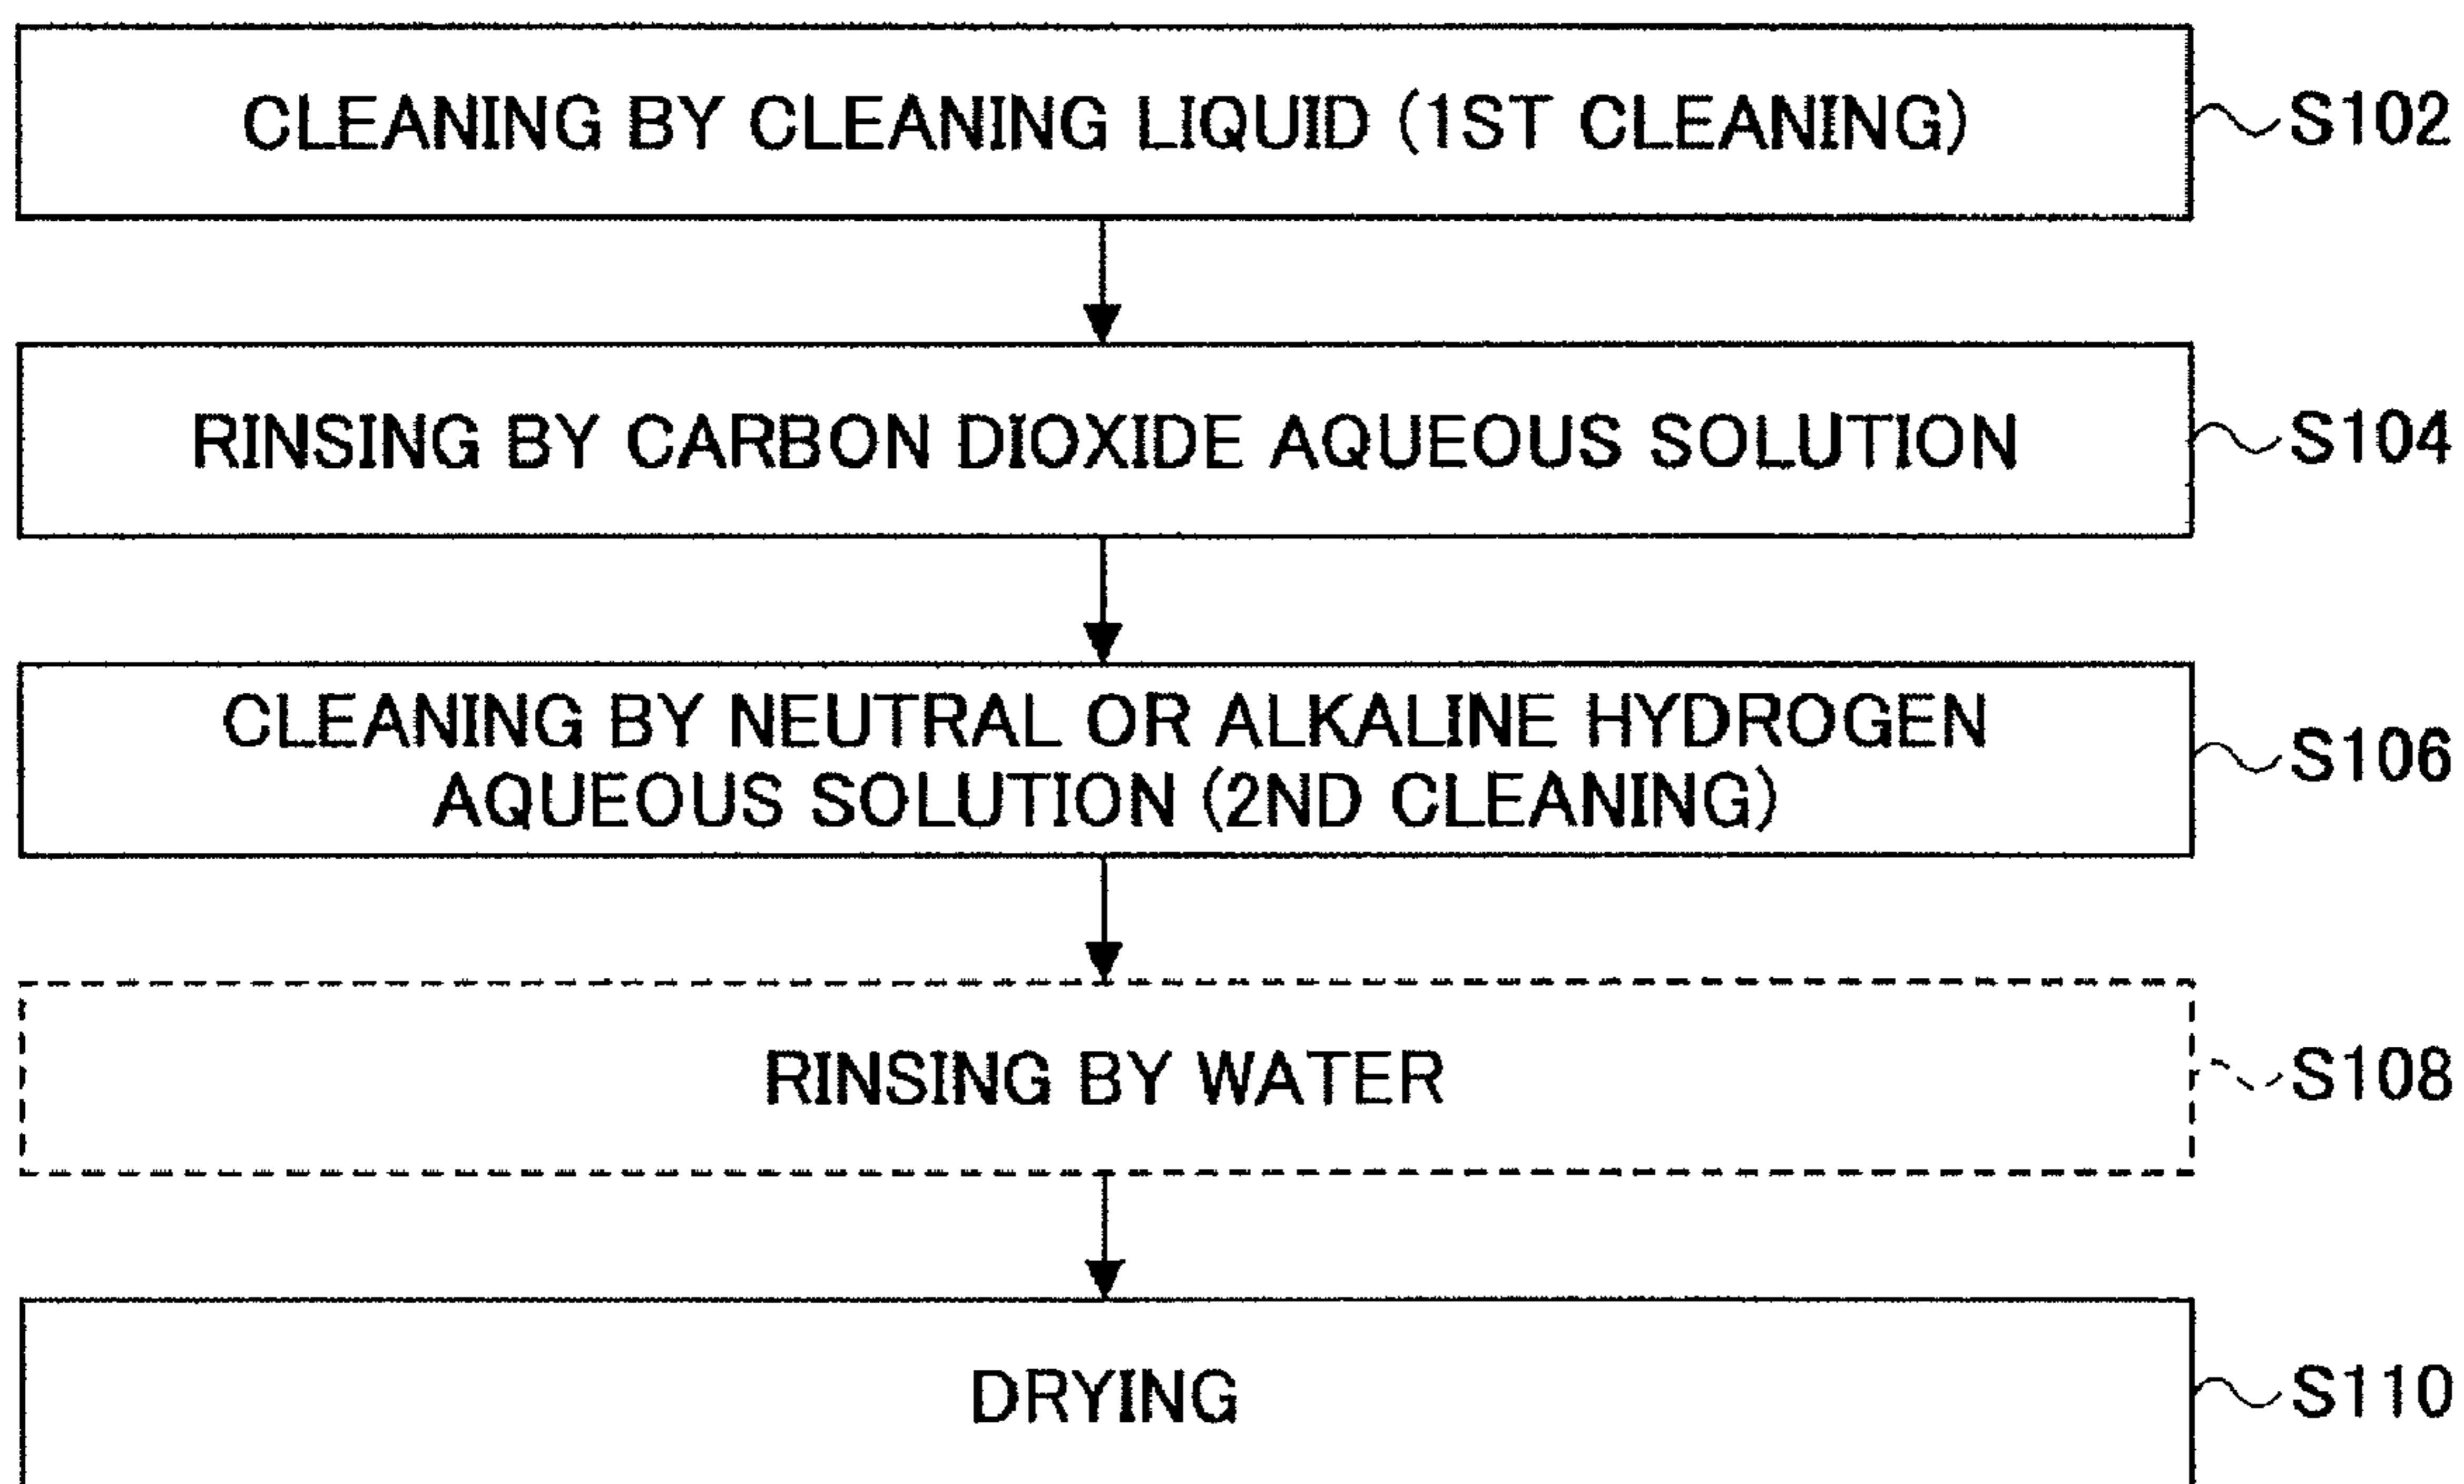 CLEANING BY CLEANING LIQUID (1ST CLEANING) S102
RINSING BY CARBON DIOXIDE AQUEOUS SOLUTION S104
CLEANING BY NEUTRAL OR ALKALINE HYDROGEN
AQUEOUS SOLUTION (2ND CLEANING) S106
RINSING BY WATER S108
DRYING S110